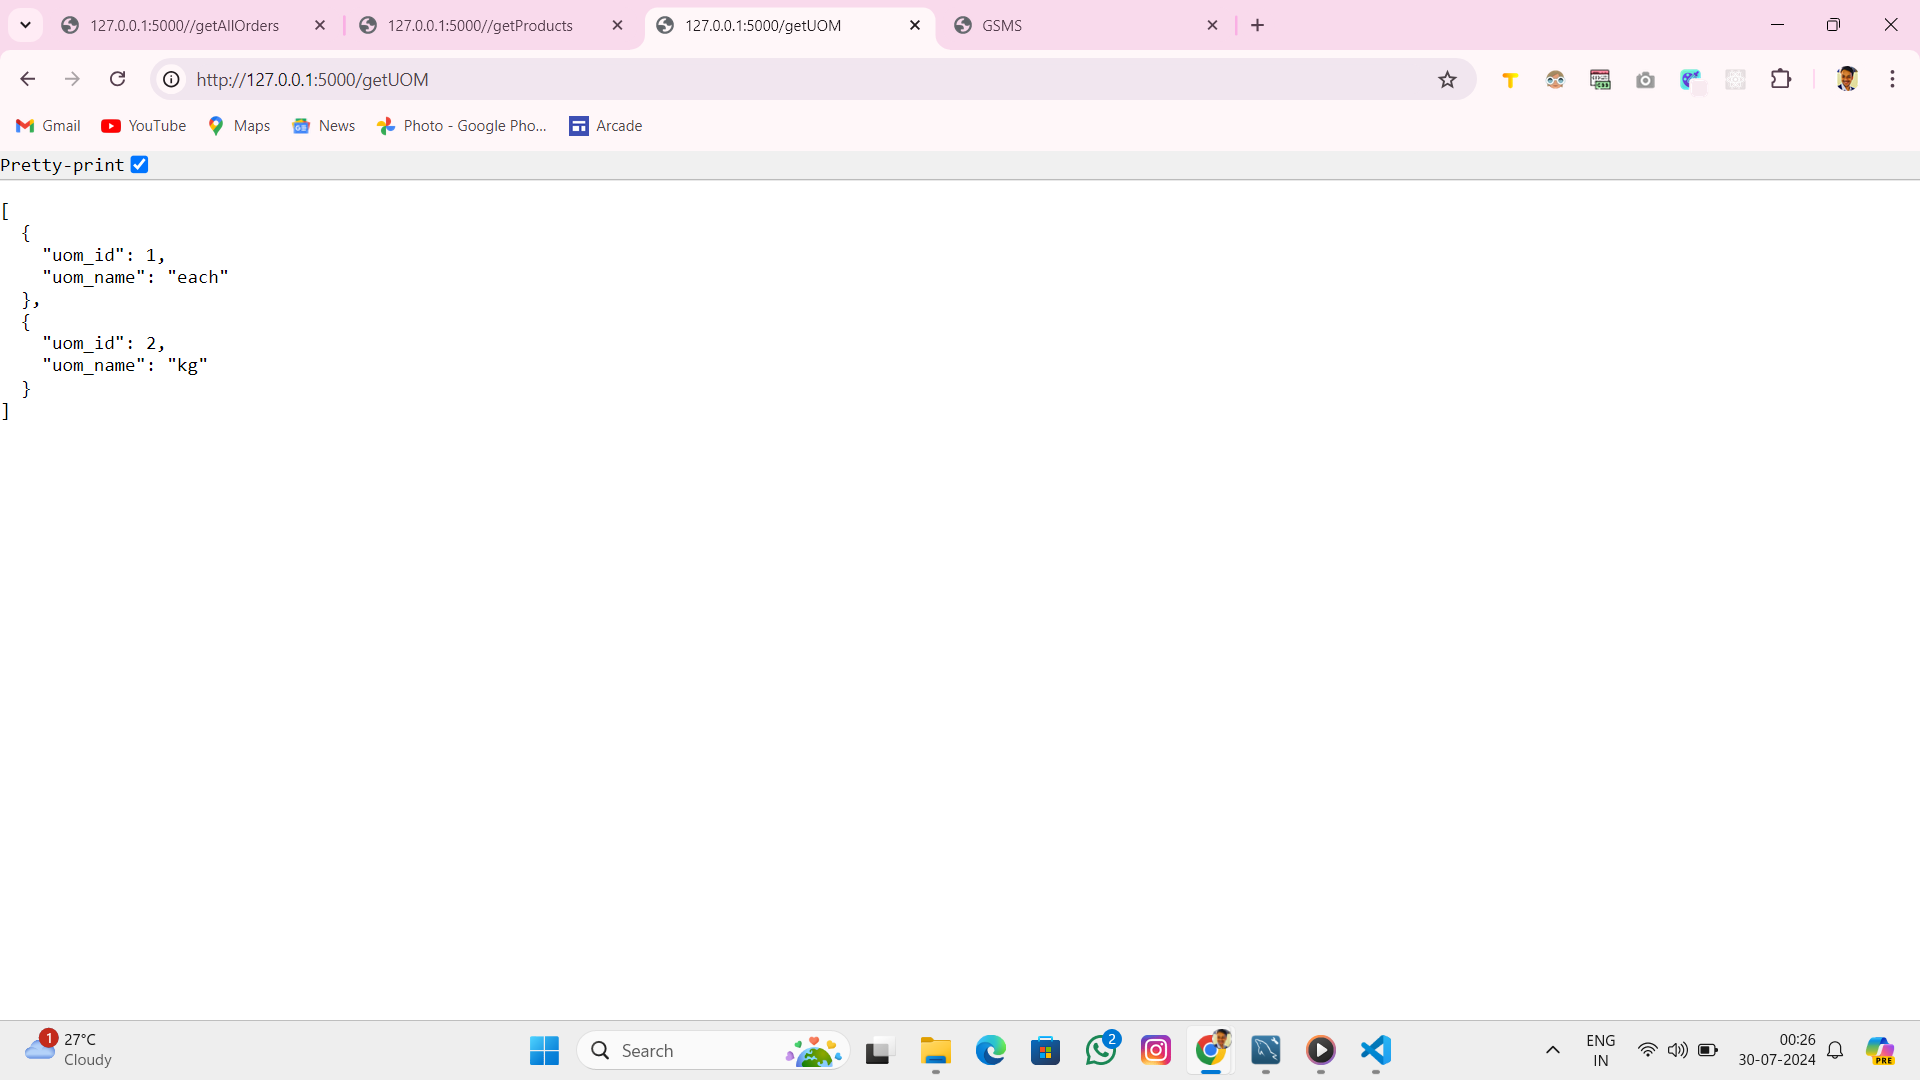 127.0.0.1:5000//getAllOrders
127.0.0.1:5000//getProducts
127.0.0.1:5000/getUOM
GSMS
http://127.0.0.1:5000/getUOM
Gmail
YouTube
Maps
News
Photo - Google Pho...
Arcade
Pretty-print
[
  {
    "uom_id": 1,
    "uom_name": "each"
  },
  {
    "uom_id": 2,
    "uom_name": "kg"
  }
]
1
27°C
Cloudy
Search
2
ENG
IN
00:26
30-07-2024
PRE